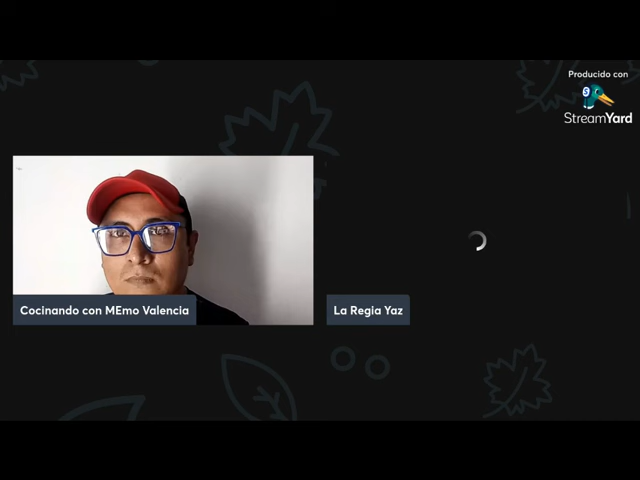 Producido con
StreamYard
Cocinando con MEmo Valencia
La Regia Yaz